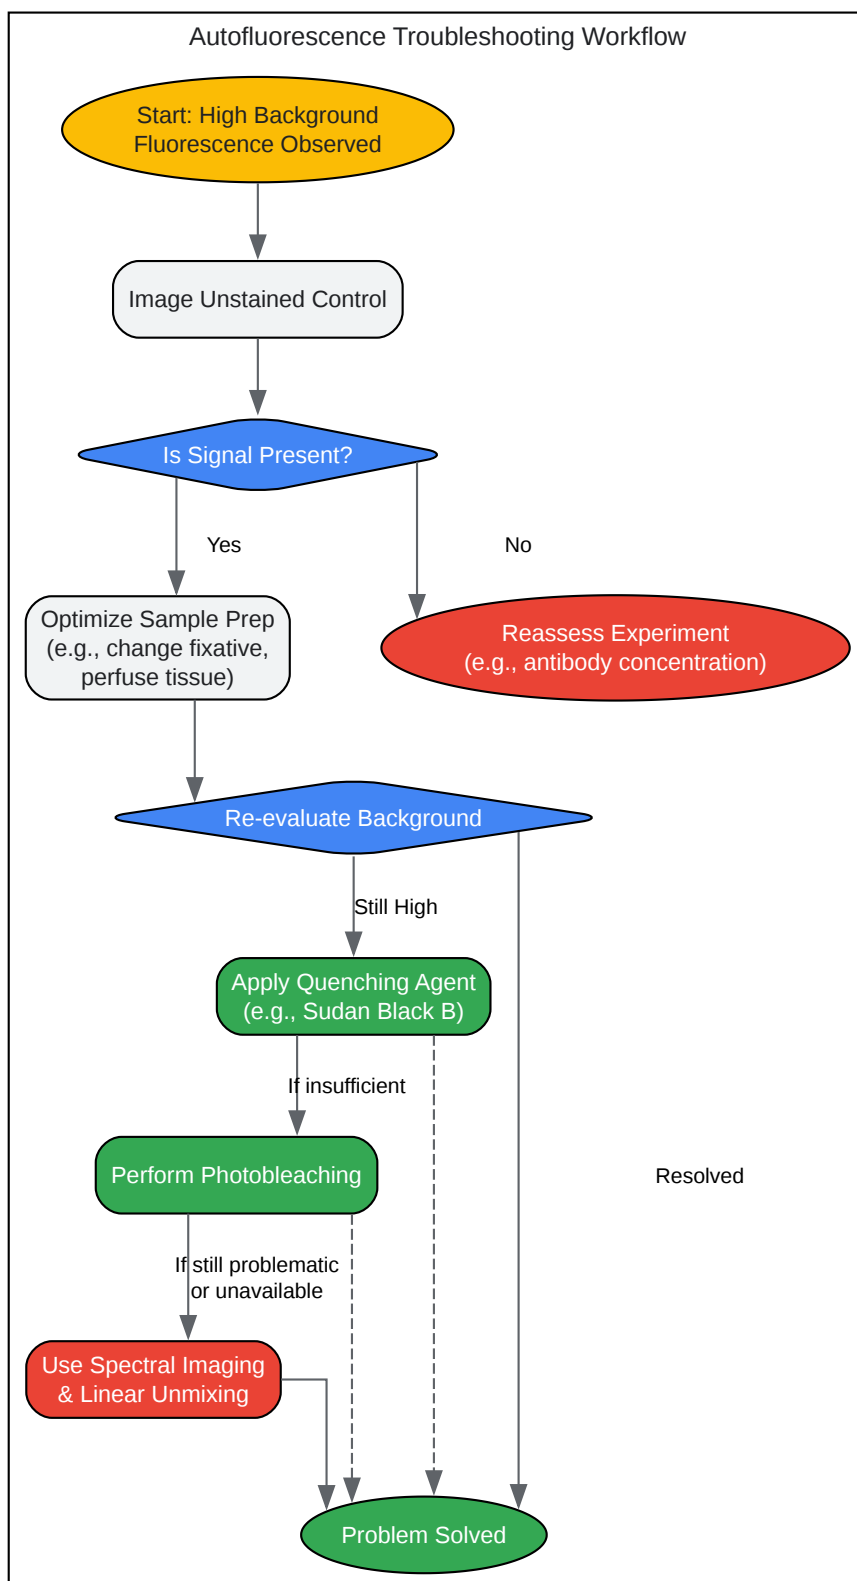 Autofluorescence Troubleshooting Workflow
Start: High Background
Fluorescence Observed
Image Unstained Control
Is Signal Present?
Yes
No
Optimize Sample Prep
(e.g., change fixative,
perfuse tissue)
Reassess Experiment
(e.g., antibody concentration)
Re-evaluate Background
Still High
Apply Quenching Agent
(e.g., Sudan Black B)
If insufficient
Perform Photobleaching
Resolved
If still problematic
or unavailable
Use Spectral Imaging
& Linear Unmixing
Problem Solved